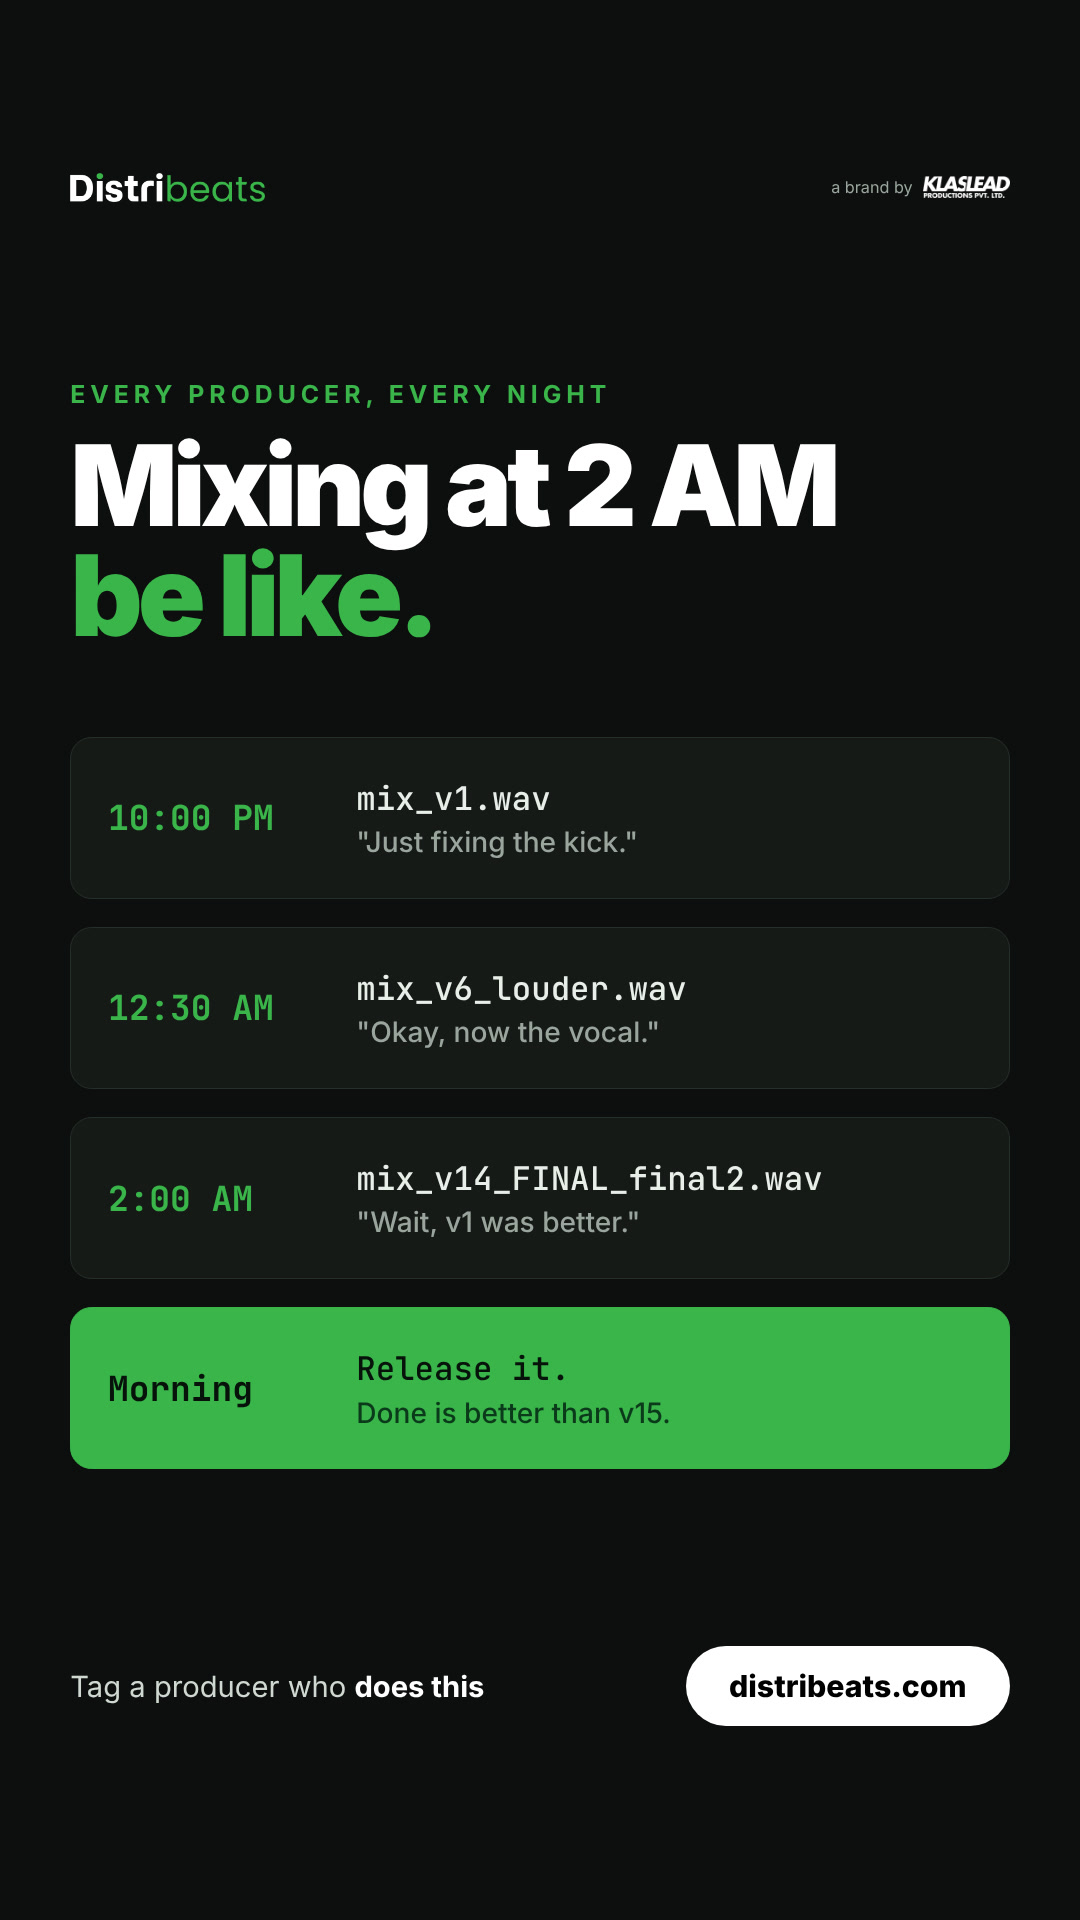 Distribeats
a brand by KLASLEAD
PRODUCTIONS PVT. LTD.
EVERY PRODUCER, EVERY NIGHT
Mixing at 2 AM
be like.
10:00 PM
mix_v1.wav
"Just fixing the kick."
12:30 AM
mix_v6_louder.wav
"Okay, now the vocal."
2:00 AM
mix_v14_FINAL_final2.wav
"Wait, v1 was better."
Morning
Release it.
Done is better than v15.
Tag a producer who does this
distribeats.com